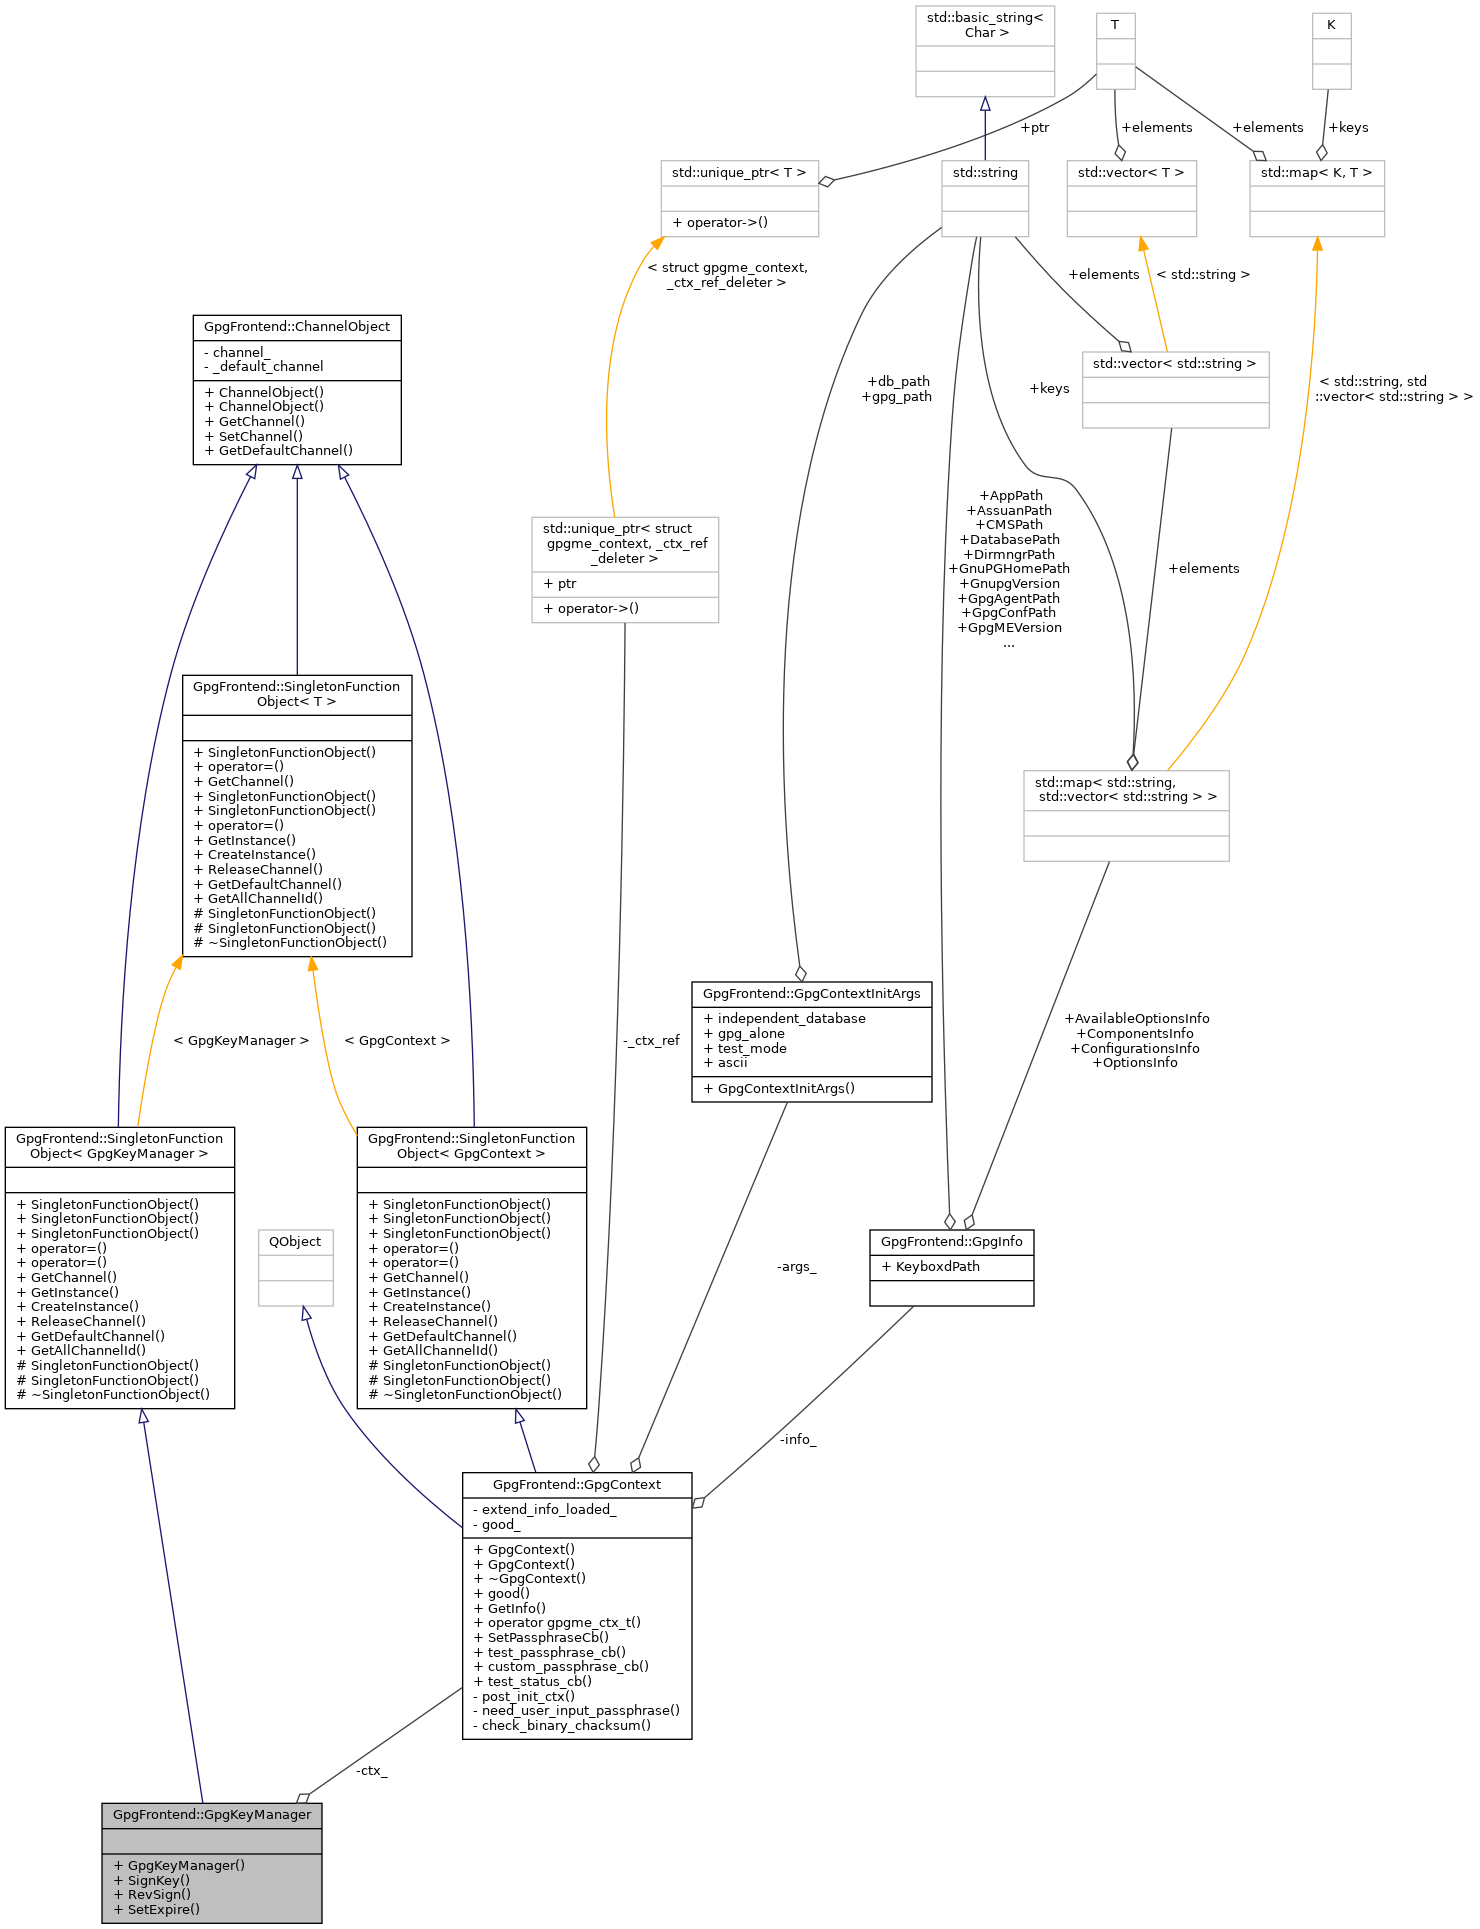 std::basic_string<
Char >
T
K
+ptr
+elements
+elements
+keys
std::unique_ptr< T >
+ operator->()
std::string
std::vector< T >
std::map< K, T >
< struct gpgme_context,
_ctx_ref_deleter >
+elements
< std::string >
GpgFrontend::ChannelObject
- channel_
- _default_channel
+ ChannelObject()
+ ChannelObject()
+ GetChannel()
+ SetChannel()
+ GetDefaultChannel()
std::vector< std::string >
+db_path
+gpg_path
+keys
< std::string, std
::vector< std::string > >
+AppPath
+AssuanPath
+CMSPath
+DatabasePath
+DirmngrPath
+GnuPGHomePath
+GnupgVersion
+GpgAgentPath
+GpgConfPath
+GpgMEVersion
...
std::unique_ptr< struct
gpgme_context, _ctx_ref
_deleter >
+ ptr
+ operator->()
+elements
GpgFrontend::SingletonFunction
Object< T >
+ SingletonFunctionObject()
+ operator=()
+ GetChannel()
+ SingletonFunctionObject()
+ SingletonFunctionObject()
+ operator=()
+ GetInstance()
+ CreateInstance()
+ ReleaseChannel()
+ GetDefaultChannel()
+ GetAllChannelId()
# SingletonFunctionObject()
# SingletonFunctionObject()
# ~SingletonFunctionObject()
std::map< std::string,
std::vector< std::string > >
< GpgKeyManager >
< GpgContext >
-_ctx_ref
GpgFrontend::GpgContextInitArgs
+ independent_database
+ gpg_alone
+ test_mode
+ ascii
+ GpgContextInitArgs()
+AvailableOptionsInfo
+ComponentsInfo
+ConfigurationsInfo
+OptionsInfo
GpgFrontend::SingletonFunction
Object< GpgKeyManager >
+ SingletonFunctionObject()
+ SingletonFunctionObject()
+ SingletonFunctionObject()
+ operator=()
+ operator=()
+ GetChannel()
+ GetInstance()
+ CreateInstance()
+ ReleaseChannel()
+ GetDefaultChannel()
+ GetAllChannelId()
# SingletonFunctionObject()
# SingletonFunctionObject()
# ~SingletonFunctionObject()
QObject
GpgFrontend::SingletonFunction
Object< GpgContext >
+ SingletonFunctionObject()
+ SingletonFunctionObject()
+ SingletonFunctionObject()
+ operator=()
+ operator=()
+ GetChannel()
+ GetInstance()
+ CreateInstance()
+ ReleaseChannel()
+ GetDefaultChannel()
+ GetAllChannelId()
# SingletonFunctionObject()
# SingletonFunctionObject()
# ~SingletonFunctionObject()
-args_
GpgFrontend::GpgInfo
+ KeyboxdPath
-info_
GpgFrontend::GpgContext
- extend_info_loaded_
- good_
+ GpgContext()
+ GpgContext()
+ ~GpgContext()
+ good()
+ GetInfo()
+ operator gpgme_ctx_t()
+ SetPassphraseCb()
+ test_passphrase_cb()
+ custom_passphrase_cb()
+ test_status_cb()
- post_init_ctx()
- need_user_input_passphrase()
- check_binary_chacksum()
-ctx_
GpgFrontend::GpgKeyManager
+ GpgKeyManager()
+ SignKey()
+ RevSign()
+ SetExpire()